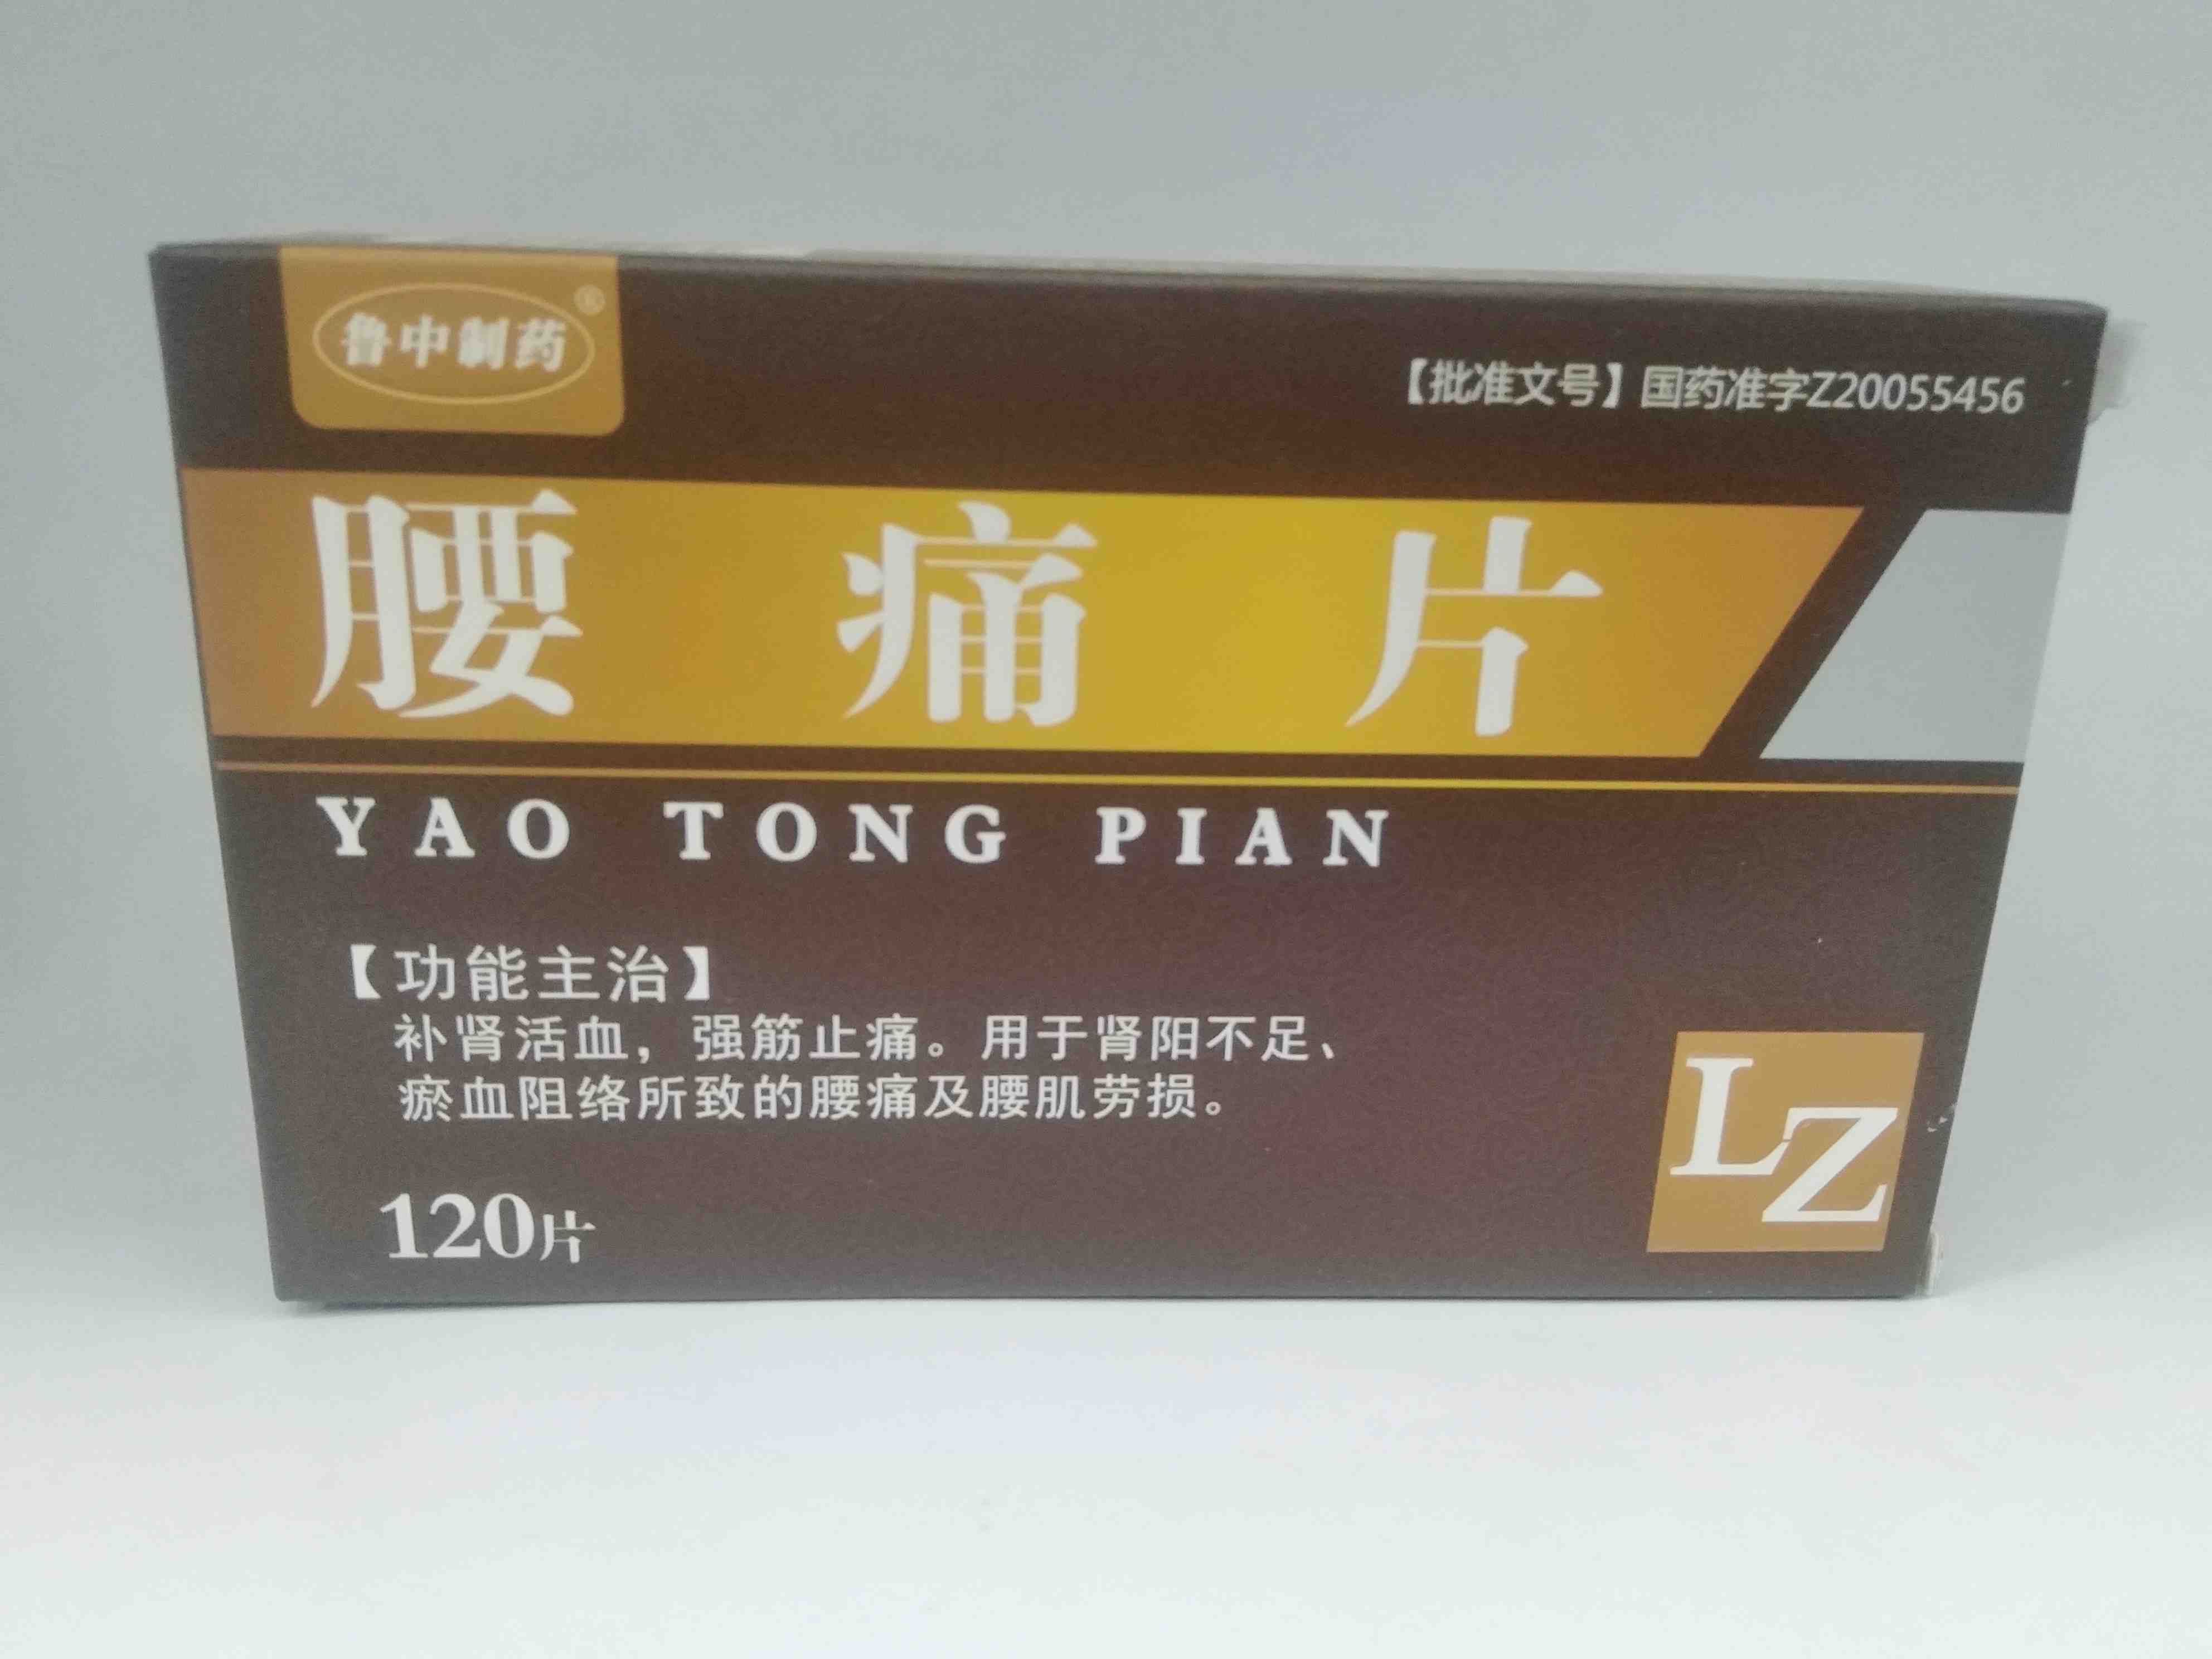 鲁中制药®
【批准文号】国药准字Z20055456
腰痛片
YAO TONG PIAN
【功能主治】
补肾活血，强筋止痛。用于肾阳不足、
瘀血阻络所致的腰痛及腰肌劳损。
LZ
120片